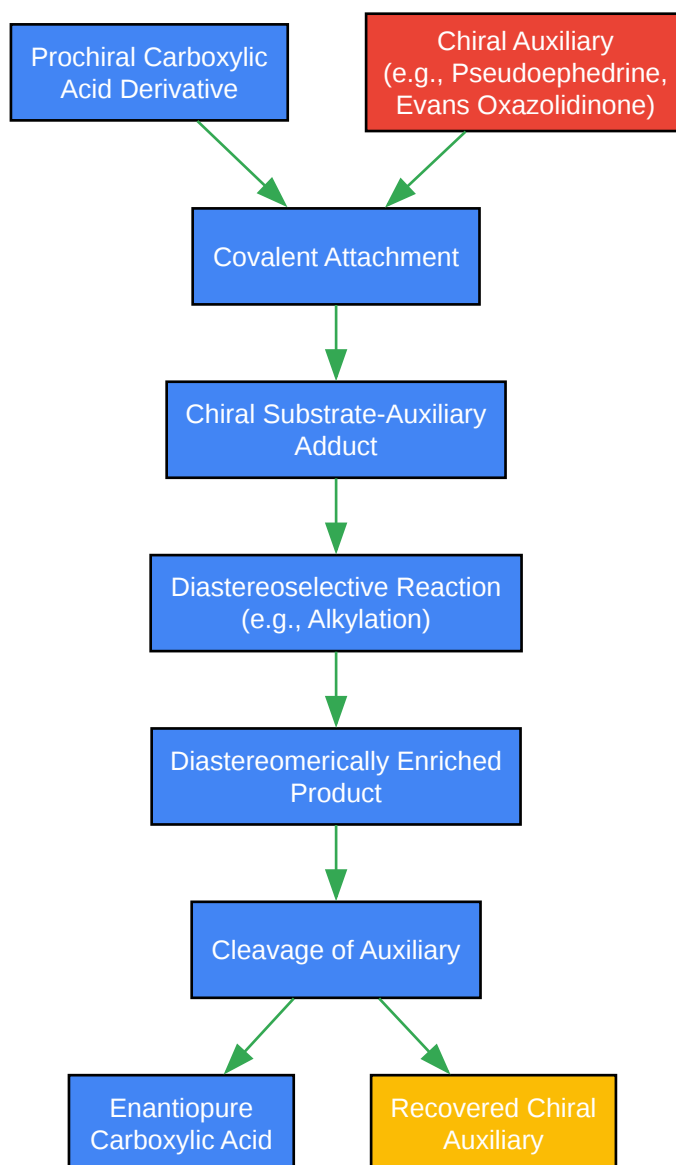 Prochiral Carboxylic
Acid Derivative
Chiral Auxiliary
(e.g., Pseudoephedrine,
Evans Oxazolidinone)
Covalent Attachment
Chiral Substrate-Auxiliary
Adduct
Diastereoselective Reaction
(e.g., Alkylation)
Diastereomerically Enriched
Product
Cleavage of Auxiliary
Enantiopure
Carboxylic Acid
Recovered Chiral
Auxiliary